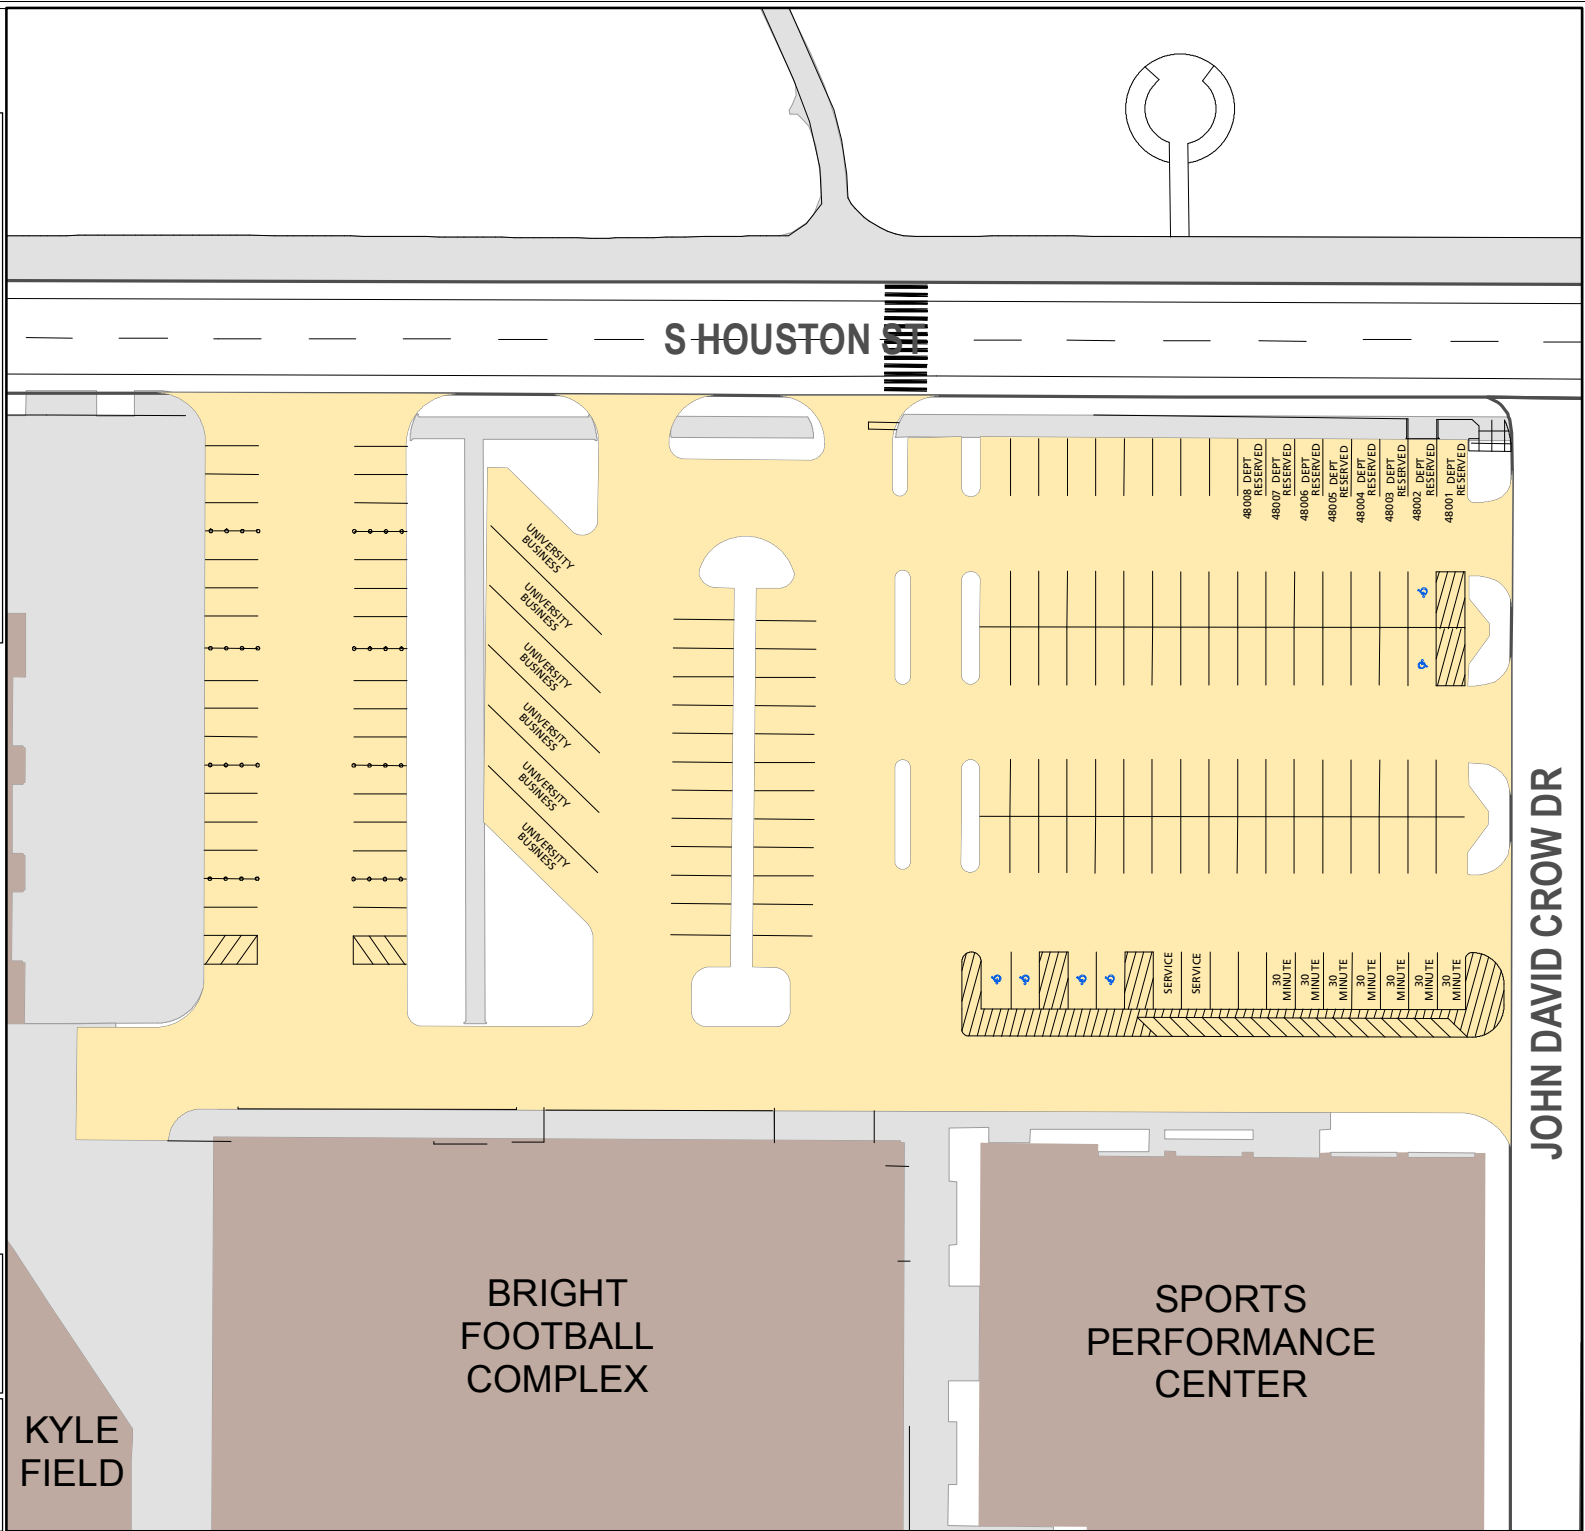 S HOUSTON ST
48008 DEPT
RESERVED
48007 DEPT
RESERVED
48006 DEPT
RESERVED
48005 DEPT
RESERVED
48004 DEPT
RESERVED
48003 DEPT
RESERVED
48002 DEPT
RESERVED
48001 DEPT
RESERVED
UNIVERSITY
BUSINESS
UNIVERSITY
BUSINESS
UNIVERSITY
BUSINESS
UNIVERSITY
BUSINESS
UNIVERSITY
BUSINESS
UNIVERSITY
BUSINESS
JOHN DAVID CROW DR
SERVICE
SERVICE
30
MINUTE
30
MINUTE
30
MINUTE
30
MINUTE
30
MINUTE
30
MINUTE
30
MINUTE
BRIGHT
FOOTBALL
COMPLEX
SPORTS
PERFORMANCE
CENTER
KYLE
FIELD